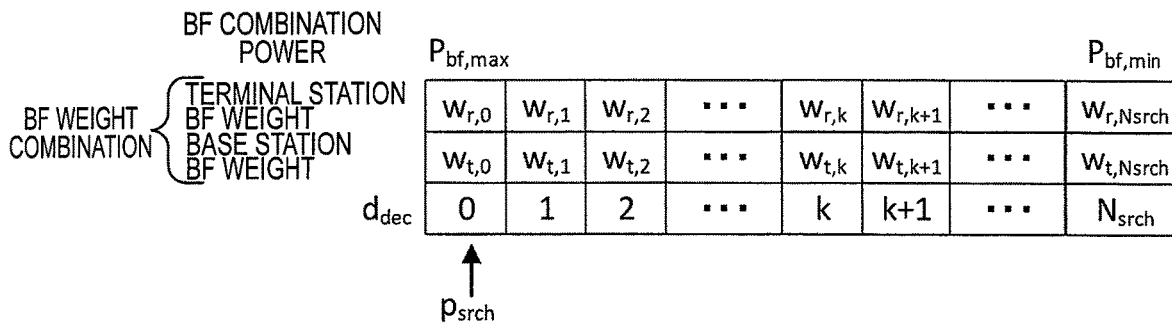 BF COMBINATION
POWER
P_bf,max P_bf,min
TERMINAL STATION
BF WEIGHT
BASE STATION
BF WEIGHT
BF WEIGHT
COMBINATION
w_r,0 w_r,1 w_r,2 ··· w_r,k w_r,k+1 ··· w_r,Nsrch
w_t,0 w_t,1 w_t,2 ··· w_t,k w_t,k+1 ··· w_t,Nsrch
d_dec 0 1 2 ··· k k+1 ··· N_srch
p_srch